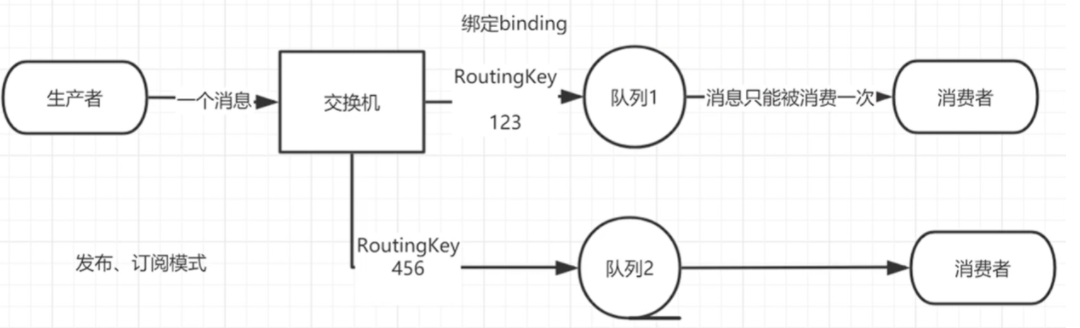 绑定binding
RoutingKey
生产者
一个消息
交换机
队列1
消息只能被消费一次
消费者
123
RoutingKey
发布、订阅模式
456
队列2
消费者